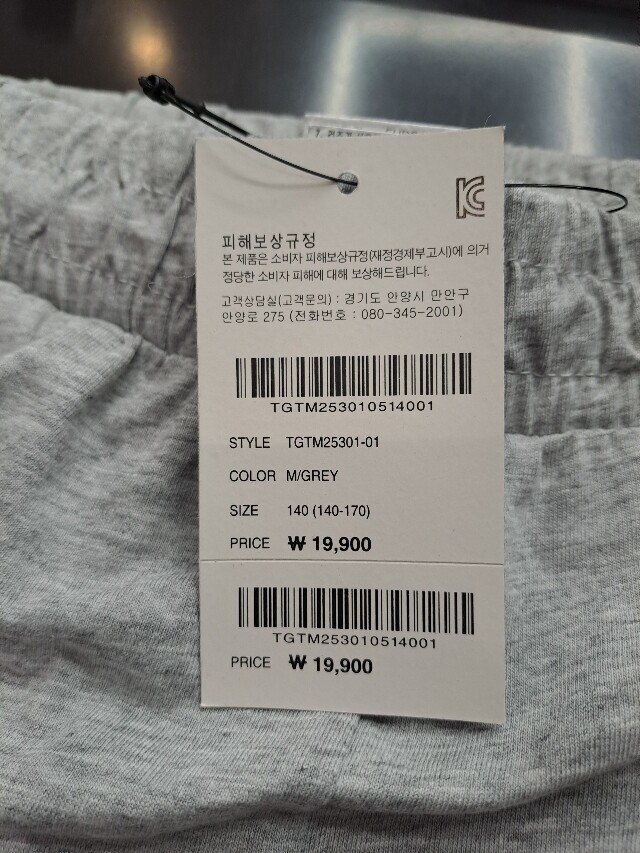 KC
피해보상규정
본 제품은 소비자 피해보상규정(재정경제부고시)에 의거
정당한 소비자 피해에 대해 보상해드립니다.
고객상담실(고객문의) : 경기도 안양시 만안구
안양로 275 (전화번호 : 080-345-2001)
TGTM253010514001
STYLE TGTM25301-01
COLOR M/GREY
SIZE 140 (140-170)
PRICE ₩ 19,900
TGTM253010514001
PRICE ₩ 19,900